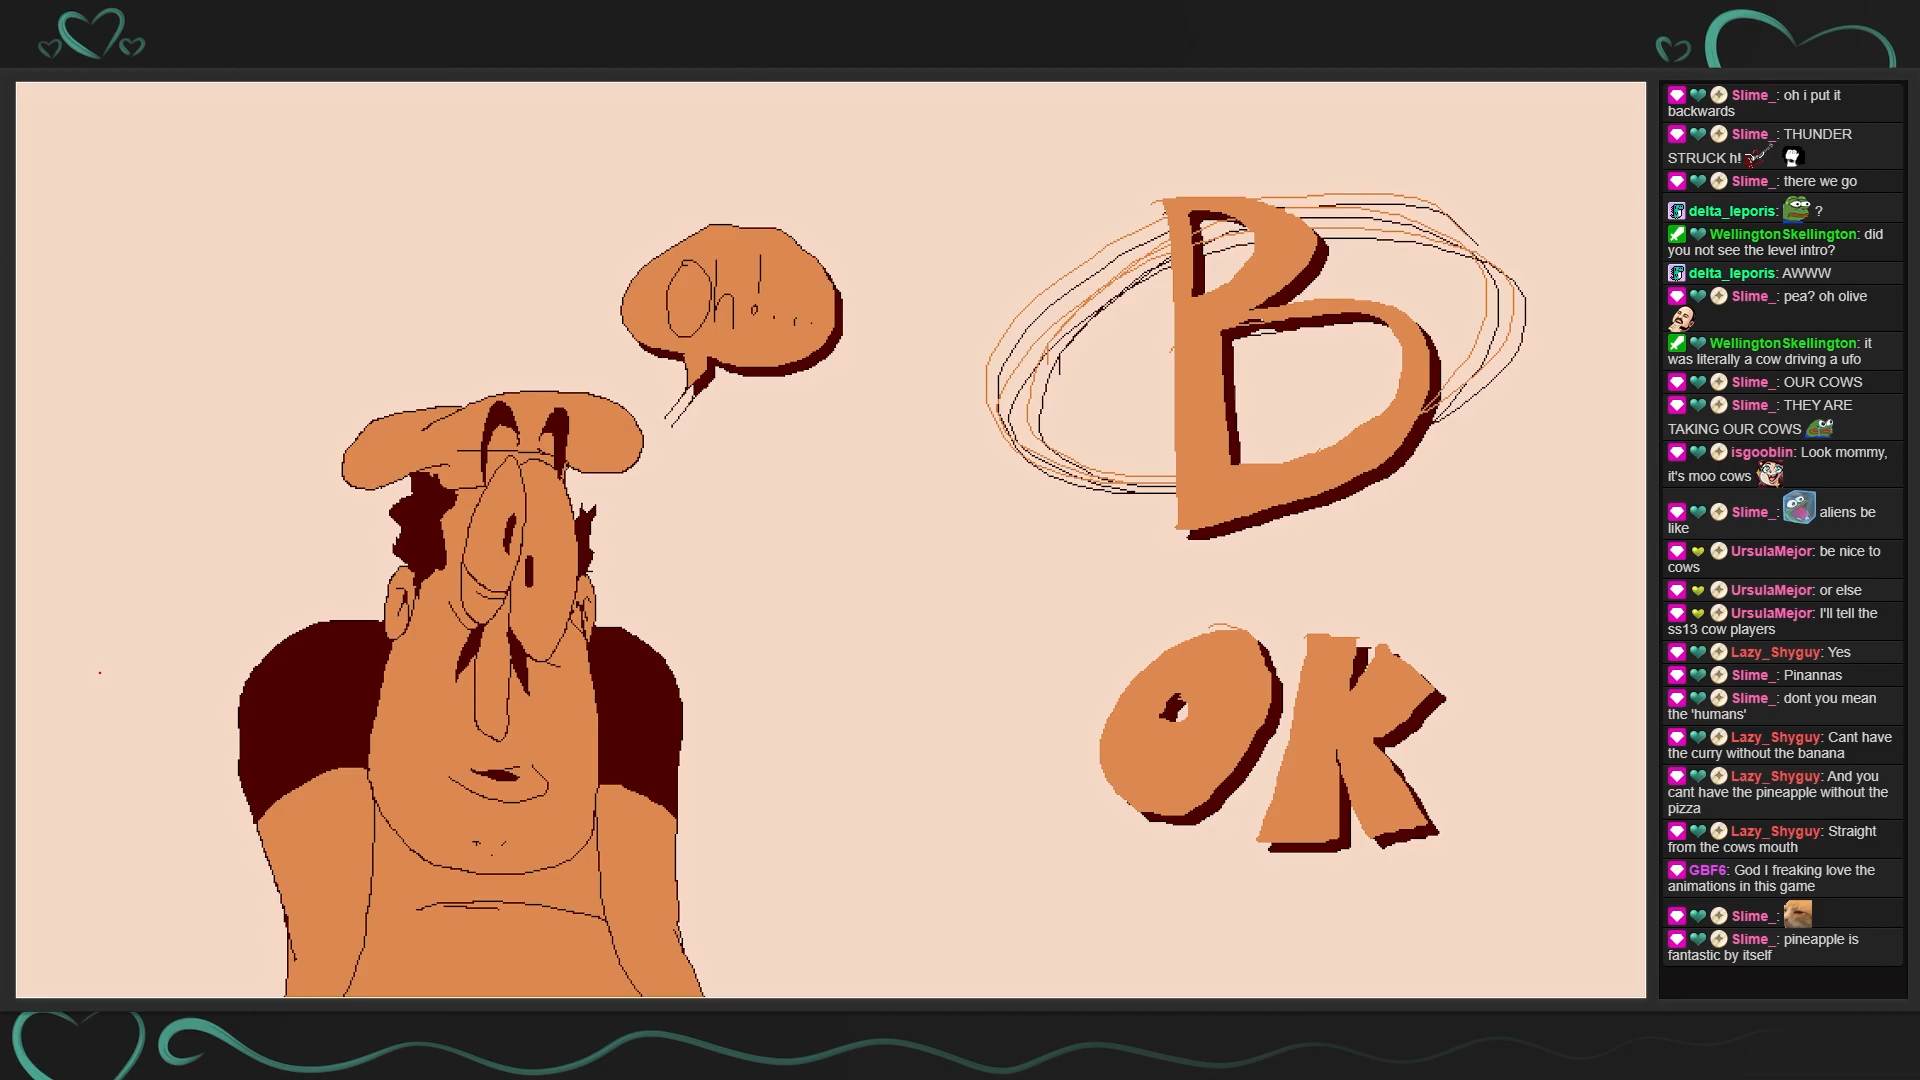 Oh!...
B
OK
Slime_: oh i put it
backwards
Slime_: THUNDER
STRUCK h!
Slime_: there we go
delta_leporis: ?
WellingtonSkellington: did
you not see the level intro?
delta_leporis: AWWW
Slime_: pea? oh olive
WellingtonSkellington: it
was literally a cow driving a ufo
Slime_: OUR COWS
Slime_: THEY ARE
TAKING OUR COWS
isgooblin: Look mommy,
it's moo cows
Slime_: aliens be
like
UrsulaMejor: be nice to
cows
UrsulaMejor: or else
UrsulaMejor: I'll tell the
ss13 cow players
Lazy_Shyguy: Yes
Slime_: Pinannas
Slime_: dont you mean
the 'humans'
Lazy_Shyguy: Cant have
the curry without the banana
Lazy_Shyguy: And you
cant have the pineapple without the
pizza
Lazy_Shyguy: Straight
from the cows mouth
GBF6: God I freaking love the
animations in this game
Slime_:
Slime_: pineapple is
fantastic by itself